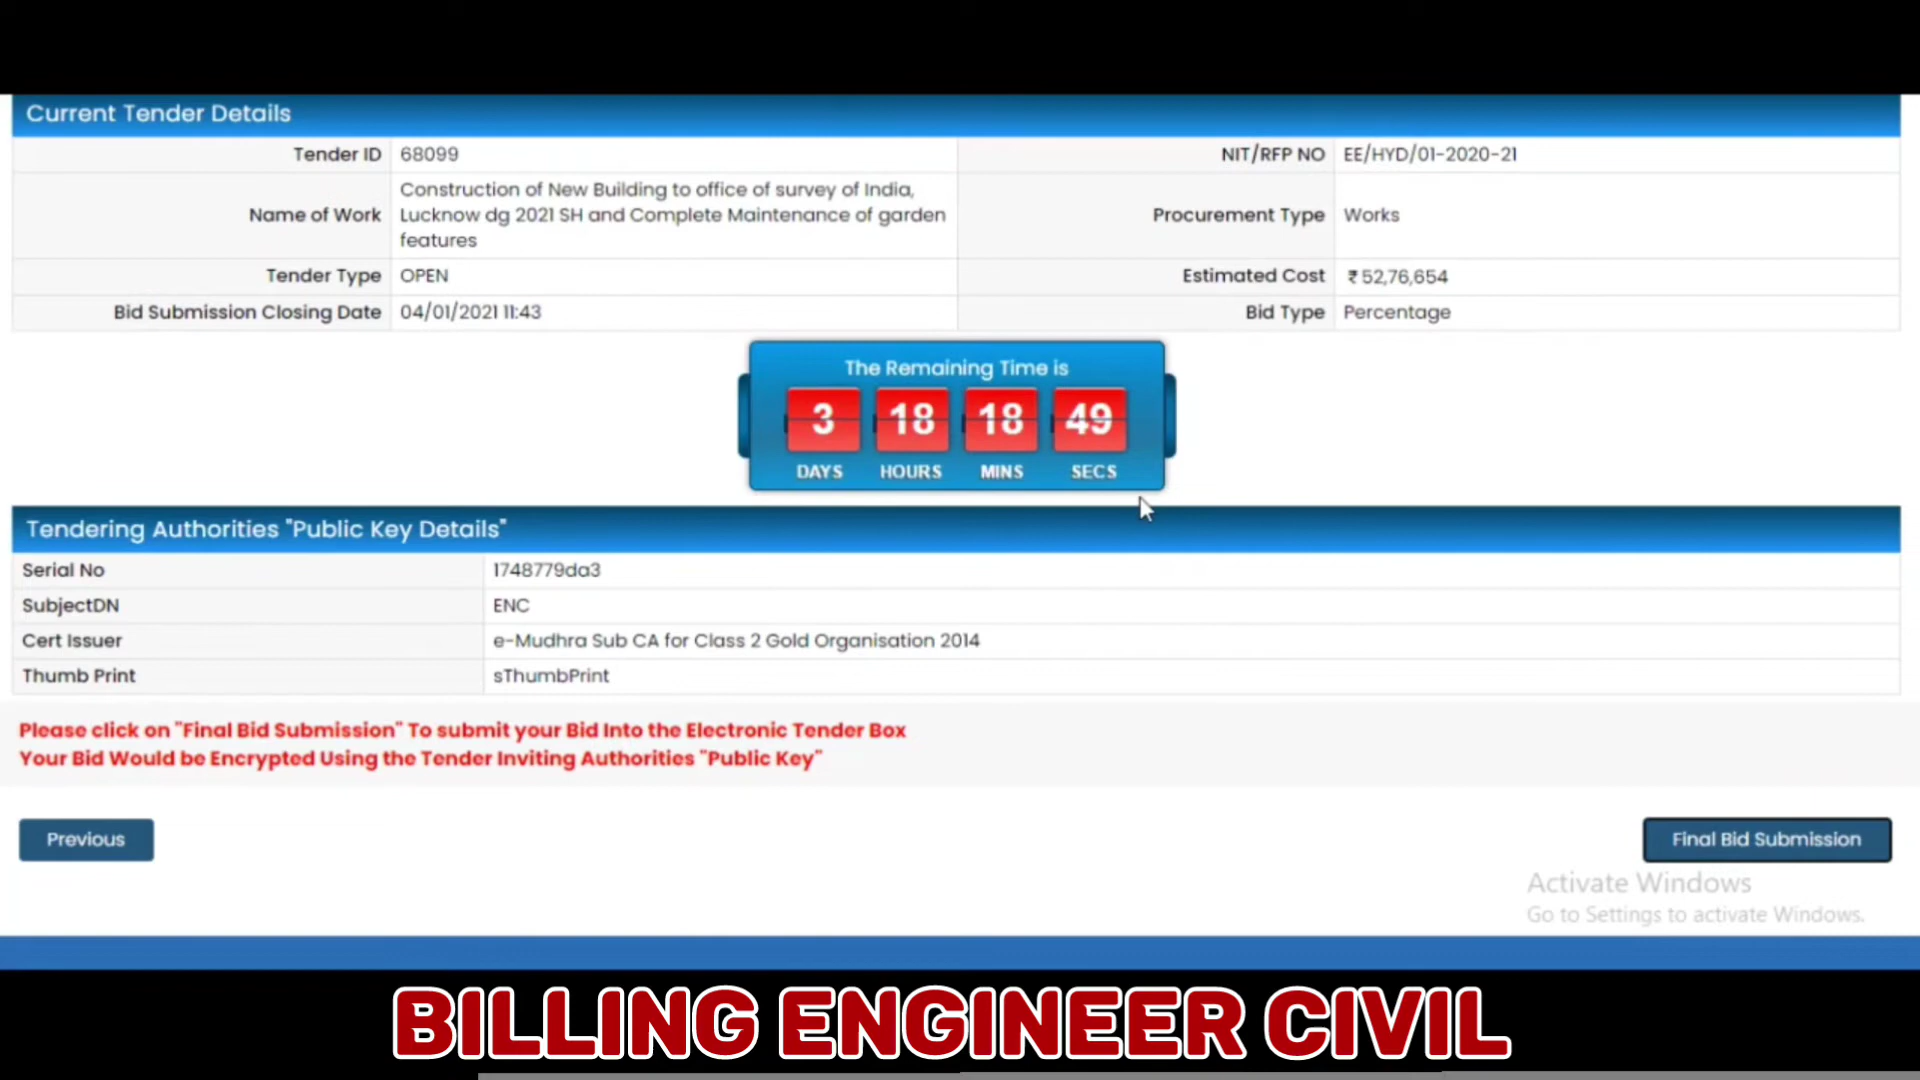 Current Tender Details
Tender ID 68099 NIT/RFP NO EE/HYD/01-2020-21
Construction of New Building to office of survey of India,
Name of Work Lucknow dg 2021 SH and Complete Maintenance of garden Procurement Type Works
features
Tender Type OPEN Estimated Cost ₹ 52,76,654
Bid Submission Closing Date 04/01/2021 11:43 Bid Type Percentage
The Remaining Time is
3 18 18 49
DAYS HOURS MINS SECS
Tendering Authorities "Public Key Details"
Serial No 1748779da3
SubjectDN ENC
Cert Issuer e-Mudhra Sub CA for Class 2 Gold Organisation 2014
Thumb Print sThumbPrint
Please click on "Final Bid Submission" To submit your Bid Into the Electronic Tender Box
Your Bid Would be Encrypted Using the Tender Inviting Authorities "Public Key"
Previous Final Bid Submission
Activate Windows
Go to Settings to activate Windows.
BILLING ENGINEER CIVIL